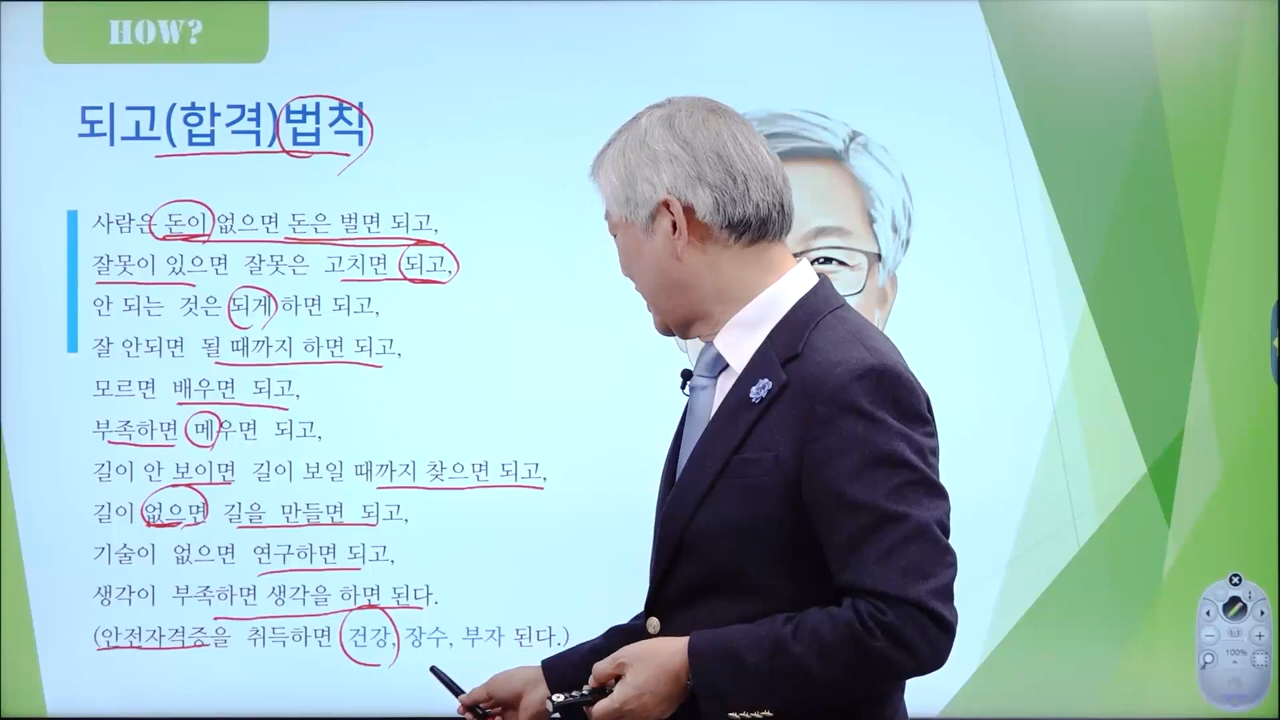 HOW?
되고(합격)법칙
사람은 돈이 없으면 돈은 벌면 되고,
잘못이 있으면 잘못은 고치면 되고,
안 되는 것은 되게 하면 되고,
잘 안되면 될 때까지 하면 되고,
모르면 배우면 되고,
부족하면 메우면 되고,
길이 안 보이면 길이 보일 때까지 찾으면 되고,
길이 없으면 길을 만들면 되고,
기술이 없으면 연구하면 되고,
생각이 부족하면 생각을 하면 된다.
(안전자격증을 취득하면 건강, 장수, 부자 된다.)
1:1
100%